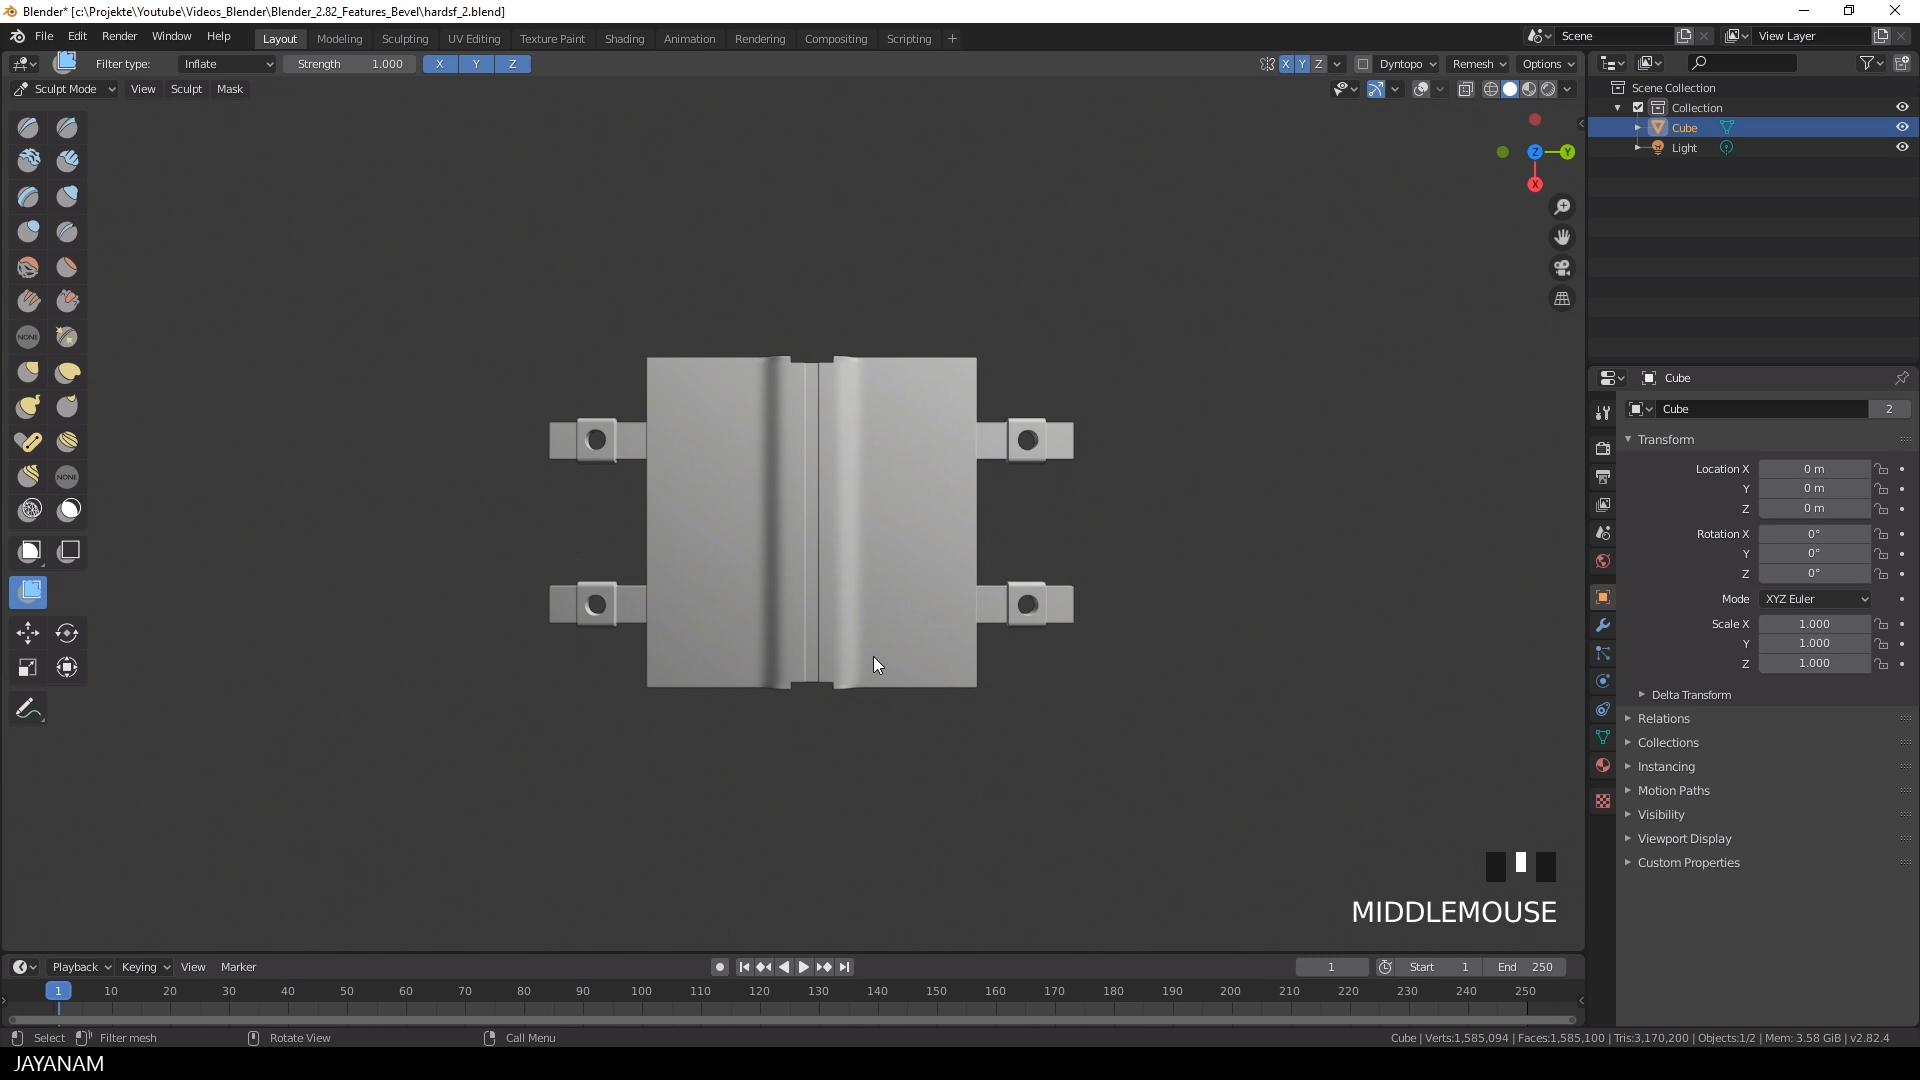 Blender* [c:\Projekte\Youtube\Videos_Blender\Blender_2.82_Features_Bevel\hardsf_2.blend]
File Edit Render Window Help Layout Modeling Sculpting UV Editing Texture Paint Shading Animation Rendering Compositing Scripting + Scene View Layer
Filter type: Inflate Strength 1.000 X Y Z X Y Z Dyntopo Remesh Options
Sculpt Mode View Sculpt Mask
Scene Collection
Collection
Cube
Light
Z Y
X
NONE
NONE
Cube
Cube 2
Transform
Location X 0 m
Y 0 m
Z 0 m
Rotation X 0°
Y 0°
Z 0°
Mode XYZ Euler
Scale X 1.000
Y 1.000
Z 1.000
Delta Transform
Relations
Collections
Instancing
Motion Paths
Visibility
Viewport Display
Custom Properties
MIDDLEMOUSE
Playback Keying View Marker 1 Start 1 End 250
1 10 20 30 40 50 60 70 80 90 100 110 120 130 140 150 160 170 180 190 200 210 220 230 240 250
Select Filter mesh Rotate View Call Menu Cube | Verts:1,585,094 | Faces:1,585,100 | Tris:3,170,200 | Objects:1/2 | Mem: 3.58 GiB | v2.82.4
JAYANAM